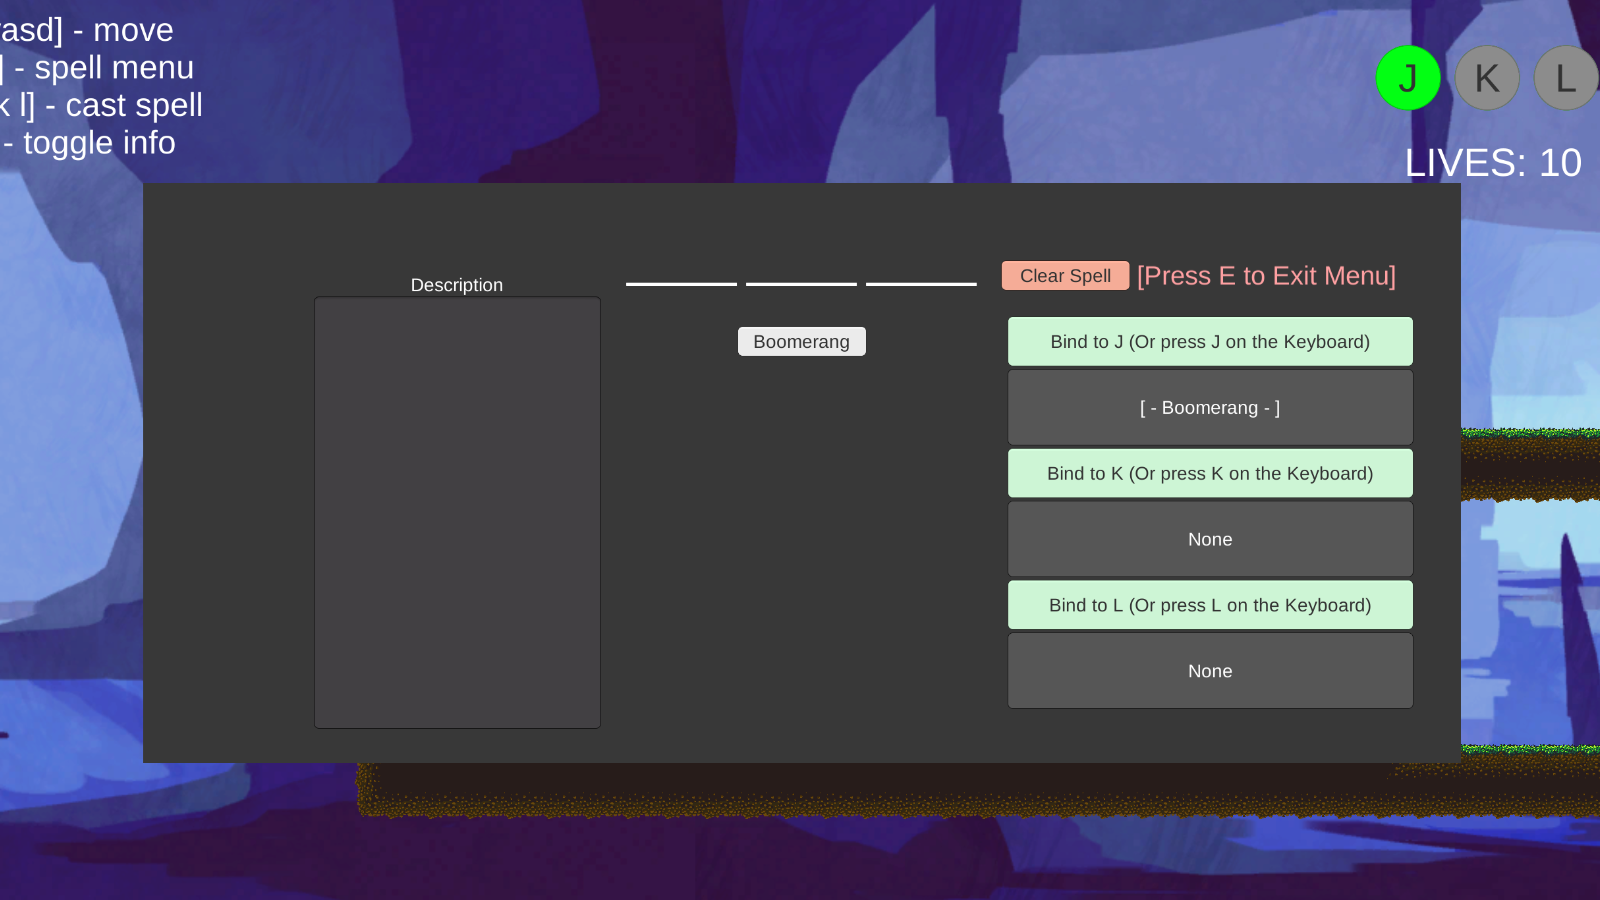 asd] - move
] - spell menu
k l] - cast spell
- toggle info
J K L
LIVES: 10
Clear Spell [Press E to Exit Menu]
Description
Boomerang
Bind to J (Or press J on the Keyboard)
[ - Boomerang - ]
Bind to K (Or press K on the Keyboard)
None
Bind to L (Or press L on the Keyboard)
None